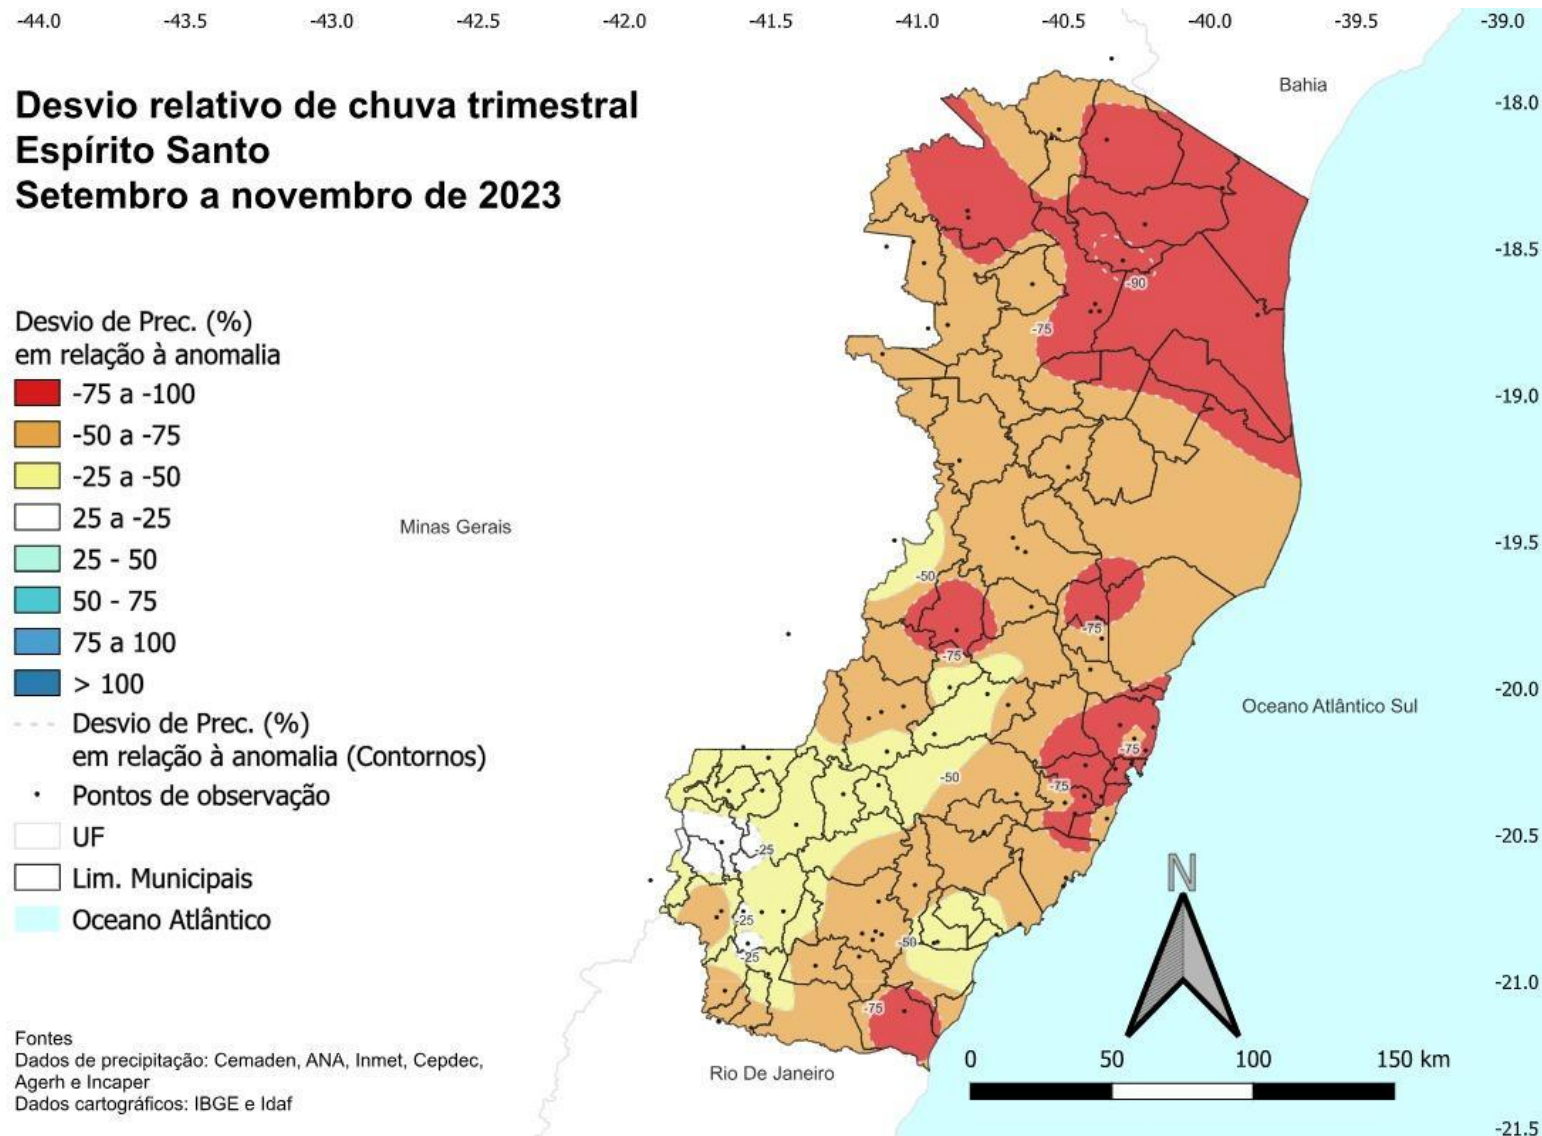 -44.0 -43.5 -43.0 -42.5 -42.0 -41.5 -41.0 -40.5 -40.0 -39.5 -39.0
Desvio relativo de chuva trimestral
Espírito Santo
Setembro a novembro de 2023
Bahia
-18.0
-18.5
-90
-75
-19.0
Desvio de Prec. (%)
em relação à anomalia
-75 a -100
-50 a -75
-25 a -50
25 a -25
25 - 50
50 - 75
75 a 100
> 100
Desvio de Prec. (%)
em relação à anomalia (Contornos)
Pontos de observação
UF
Lim. Municipais
Oceano Atlântico
Minas Gerais
-19.5
-50
-75
-75
-20.0
Oceano Atlântico Sul
-75
-50
-75
-20.5
-25
N
-25
-50
-25
-21.0
-75
Rio De Janeiro
0 50 100 150 km
-21.5
Fontes
Dados de precipitação: Cemaden, ANA, Inmet, Cepdec,
Agerh e Incaper
Dados cartográficos: IBGE e Idaf